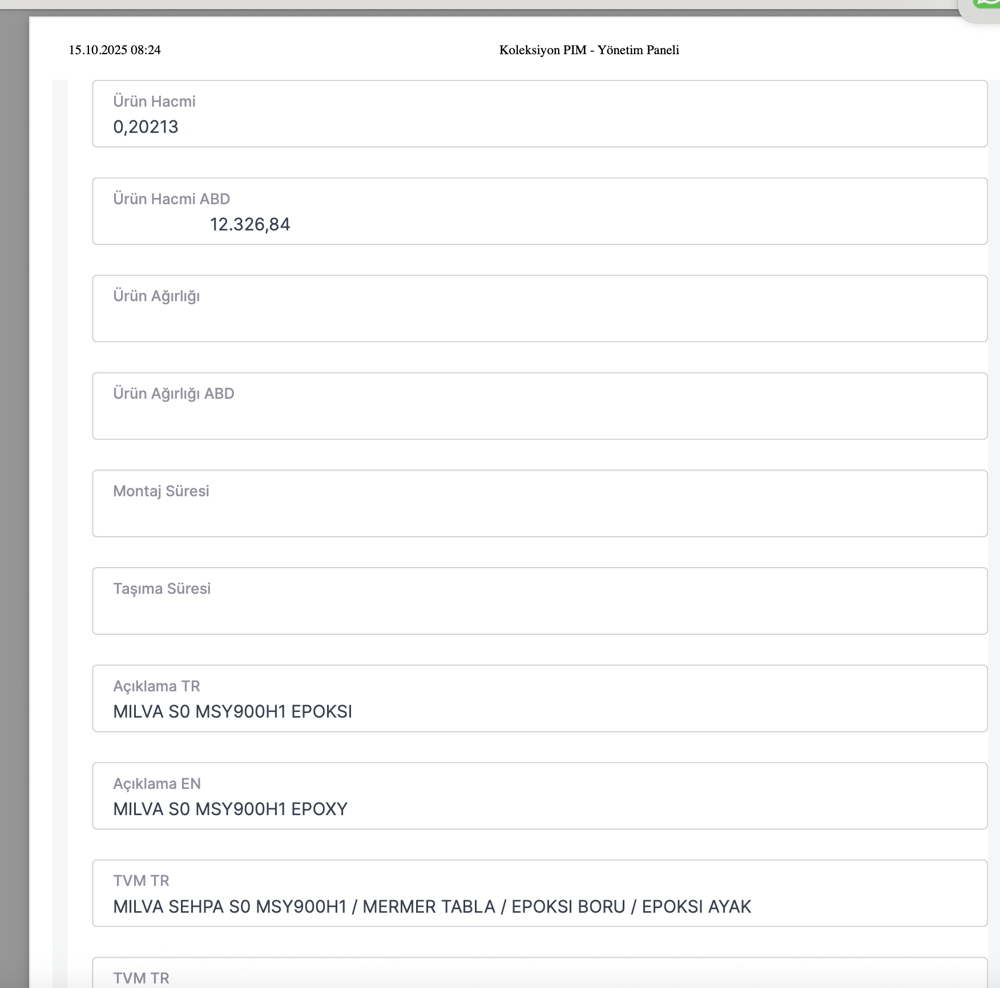 15.10.2025 08:24
Koleksiyon PIM - Yönetim Paneli
Ürün Hacmi
0,20213
Ürün Hacmi ABD
12.326,84
Ürün Ağırlığı
Ürün Ağırlığı ABD
Montaj Süresi
Taşıma Süresi
Açıklama TR
MILVA S0 MSY900H1 EPOKSI
Açıklama EN
MILVA S0 MSY900H1 EPOXY
TVM TR
MILVA SEHPA S0 MSY900H1 / MERMER TABLA / EPOKSI BORU / EPOKSI AYAK
TVM TR